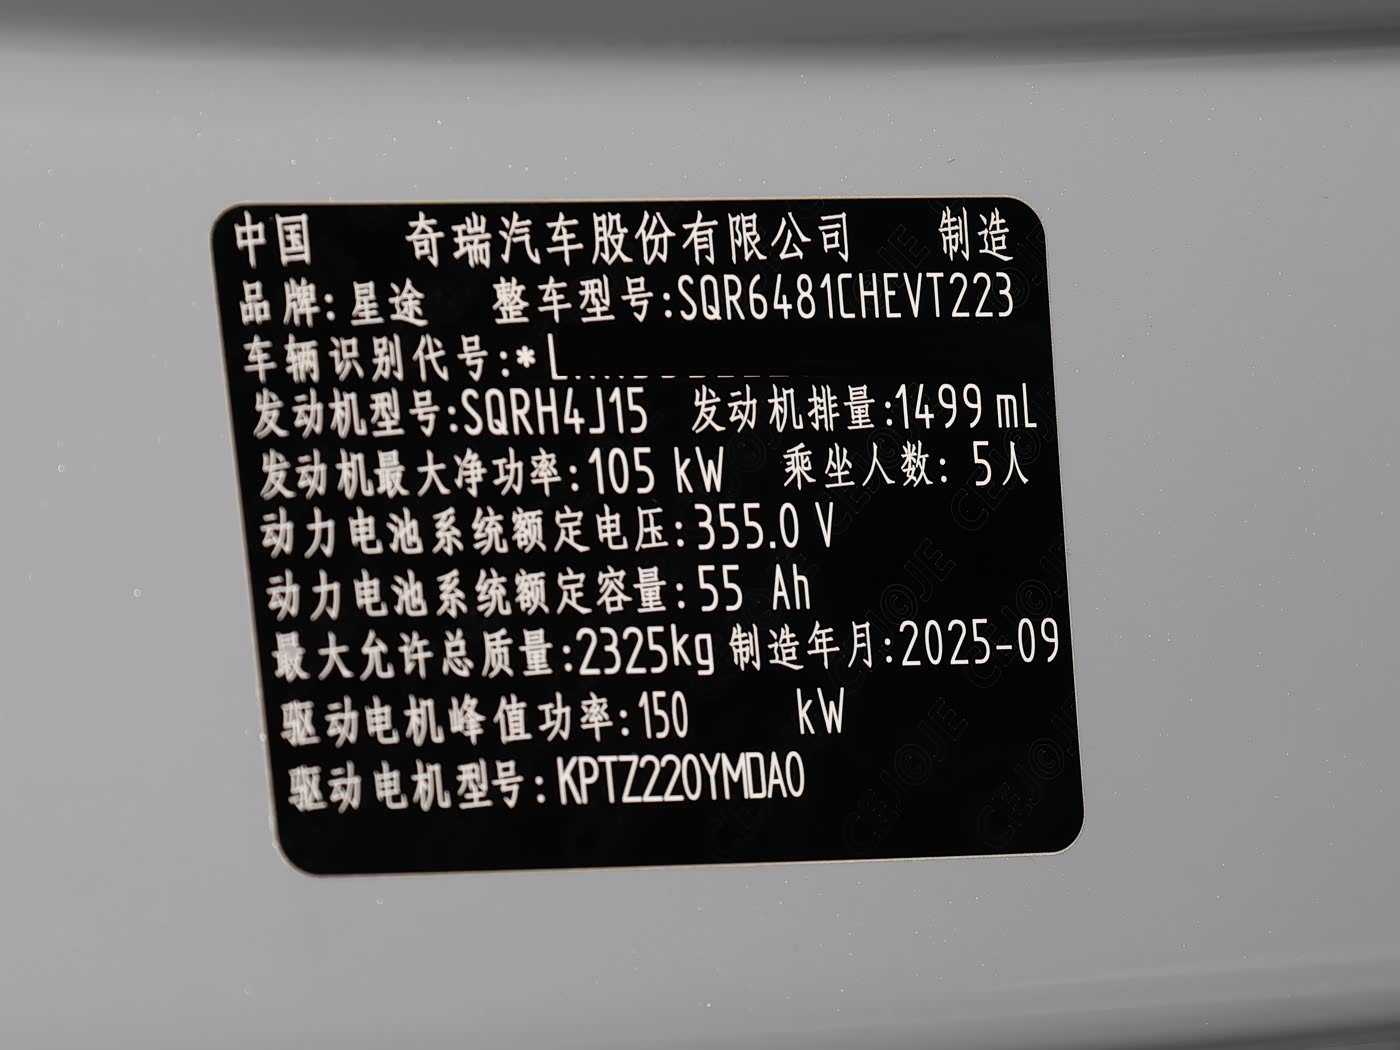 中国 奇瑞汽车股份有限公司 制造
品牌:星途 整车型号:SQR6481CHEVT223
车辆识别代号:*L
发动机型号:SQRH4J15 发动机排量:1499mL
发动机最大净功率:105 kW 乘坐人数: 5人
动力电池系统额定电压:355.0 V
动力电池系统额定容量:55 Ah
最大允许总质量:2325kg 制造年月:2025-09
驱动电机峰值功率:150 kW
驱动电机型号:KPTZ220YMDA0